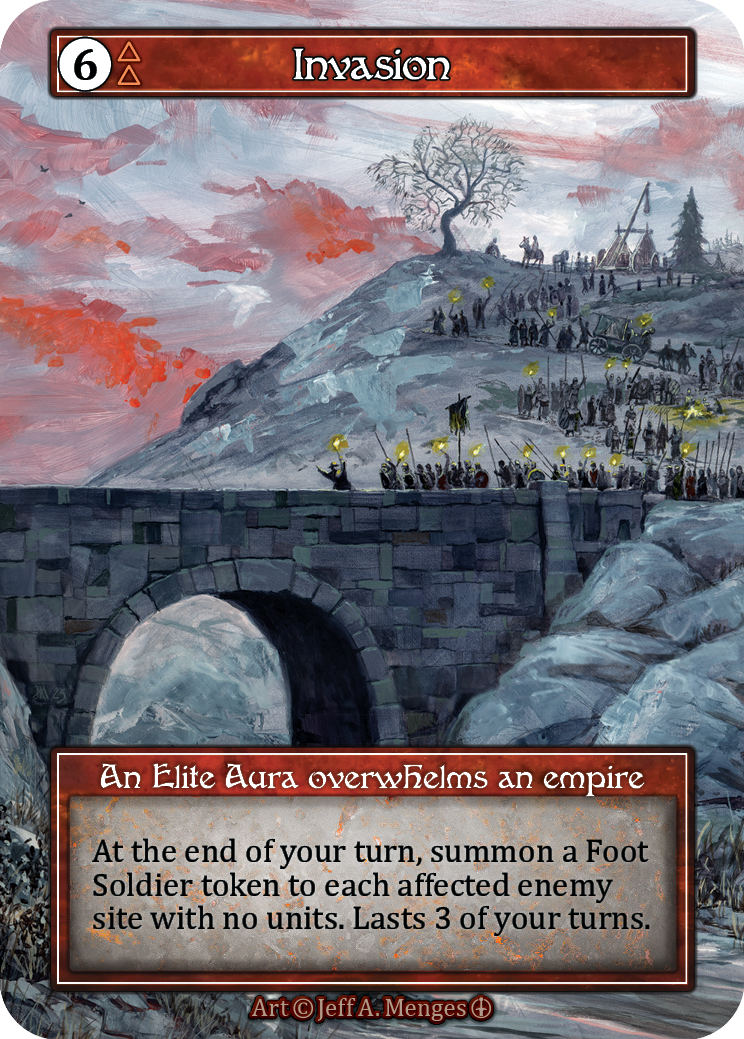 6
Invasion
An Elite Aura overwhelms an empire
At the end of your turn, summon a Foot
Soldier token to each affected enemy
site with no units. Lasts 3 of your turns.
Art © Jeff A. Menges